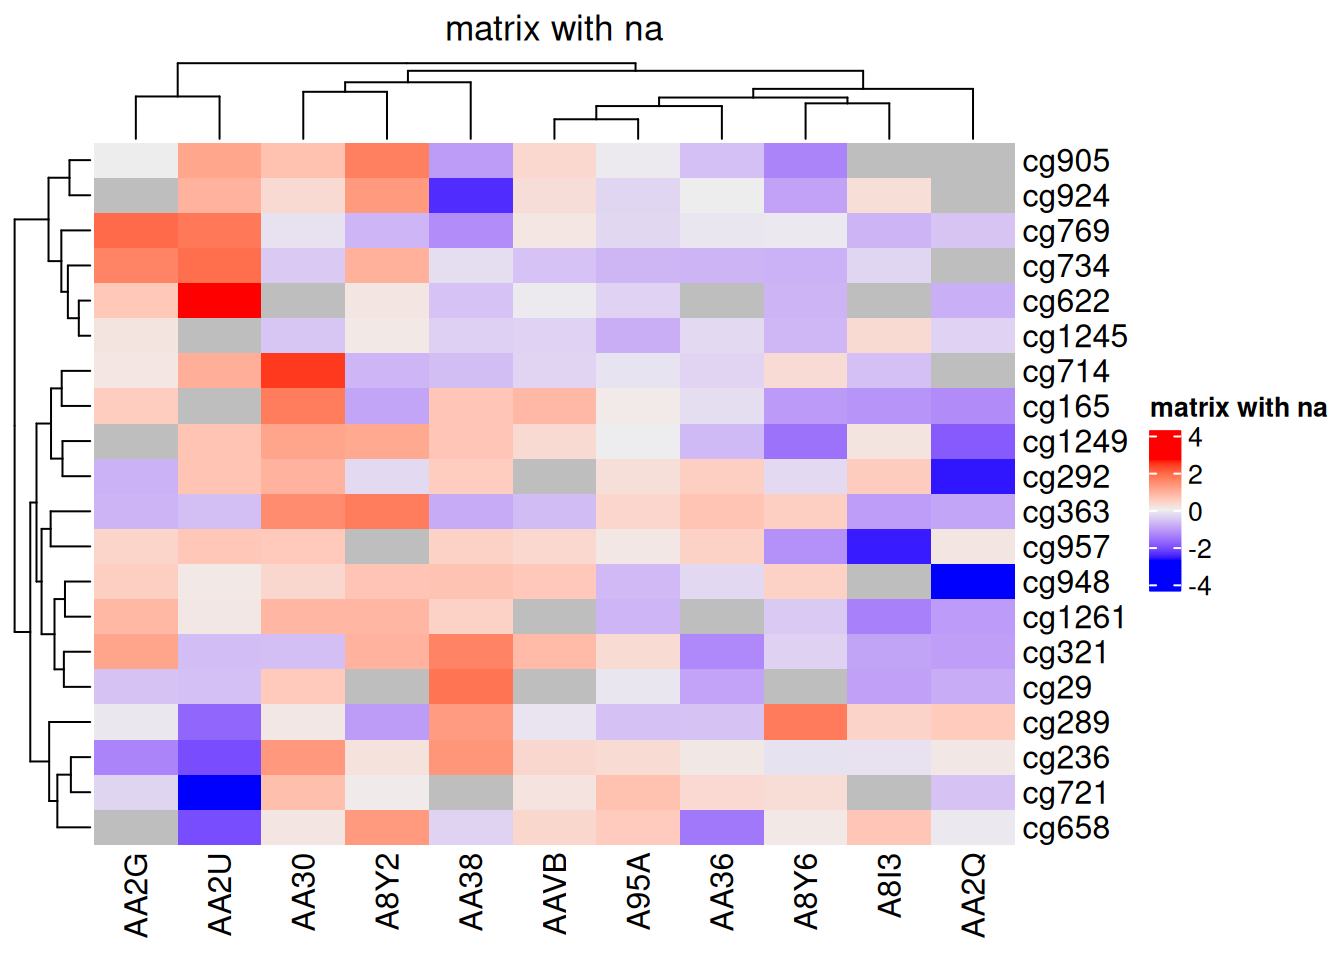 matrix with na
cg905
cg924
cg769
cg734
cg622
cg1245
cg714
cg165
cg1249
cg292
cg363
cg957
cg948
cg1261
cg321
cg29
cg289
cg236
cg721
cg658
AA2G
AA2U
AA30
A8Y2
AA38
AAVB
A95A
AA36
A8Y6
A8I3
AA2Q
matrix with na
4
2
0
-2
-4